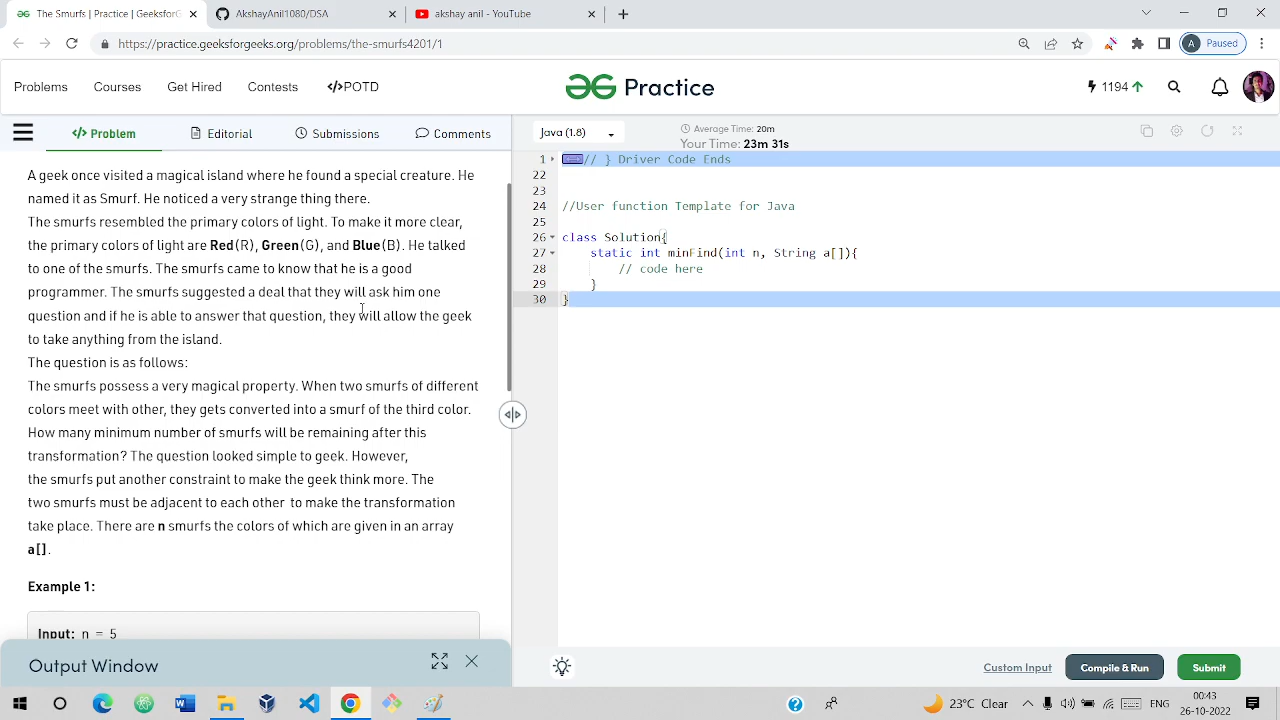 The Smurfs | Practice | GeeksforG
AkshayAnil1080/DSA
akshay anil - YouTube
https://practice.geeksforgeeks.org/problems/the-smurfs4201/1
A Paused
Problems Courses Get Hired Contests </>POTD
Practice
1194
</> Problem Editorial Submissions Comments
Java (1.8)
Average Time: 20m
Your Time: 23m 31s
A geek once visited a magical island where he found a special creature. He
named it as Smurf. He noticed a very strange thing there.
The smurfs resembled the primary colors of light. To make it more clear,
the primary colors of light are Red(R), Green(G), and Blue(B). He talked
to one of the smurfs. The smurfs came to know that he is a good
programmer. The smurfs suggested a deal that they will ask him one
question and if he is able to answer that question, they will allow the geek
to take anything from the island.
The question is as follows:
The smurfs possess a very magical property. When two smurfs of different
colors meet with other, they gets converted into a smurf of the third color.
How many minimum number of smurfs will be remaining after this
transformation? The question looked simple to geek. However,
the smurfs put another constraint to make the geek think more. The
two smurfs must be adjacent to each other to make the transformation
take place. There are n smurfs the colors of which are given in an array
a[].
Example 1:
Input: n = 5
Output Window
1 // } Driver Code Ends
22
23
24 //User function Template for Java
25
26 class Solution{
27 static int minFind(int n, String a[]){
28 // code here
29 }
30 }
Custom Input Compile & Run Submit
23°C Clear
ENG
00:43
26-10-2022